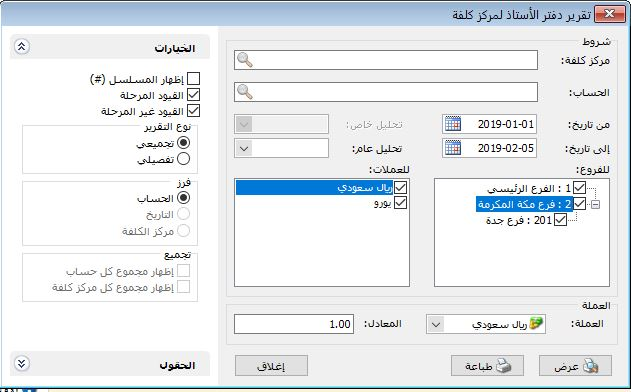 تقرير دفتر الأستاذ لمركز كلفة
شروط
مركز كلفة:
الحساب:
من تاريخ: 2019-01-01 تحليل خاص:
إلى تاريخ: 2019-02-05 تحليل عام:
للفروع:
1 : الفرع الرئيسي
2 : فرع مكة المكرمة
201 : فرع جدة
للعملات:
ريال سعودي
يورو
العملة
العملة: ريال سعودي المعادل: 1.00
عرض طباعة إغلاق
الخيارات
إظهار المسلسل (#)
القيود المرحلة
القيود غير المرحلة
نوع التقرير
تجميعي
تفصيلي
فرز
الحساب
التاريخ
مركز الكلفة
تجميع
إظهار مجموع كل حساب
إظهار مجموع كل مركز كلفة
الحقول